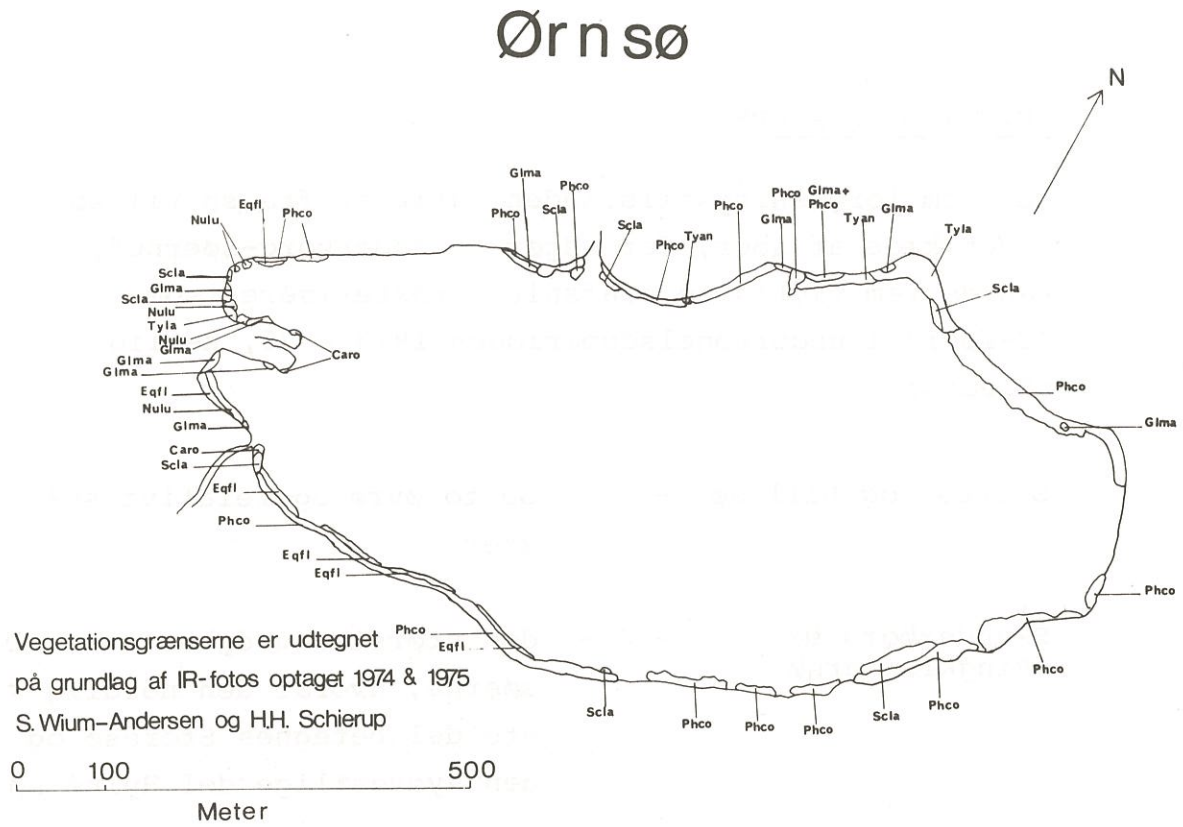 Ørnsø
N
Glma
Phco
Phco
Scla
Scla
Phco
Tyan
Phco
Phco
Glma
Glma+
Phco
Tyan
Glma
Tyla
Scla
Phco
Glma
Phco
Phco
Phco
Scla
Phco
Phco
Phco
Scla
Eqfl
Phco
Nulu
Scla
Glma
Scla
Nulu
Tyla
Nulu
Glma
Glma
Glma
Caro
Eqfl
Nulu
Glma
Caro
Scla
Eqfl
Phco
Eqfl
Eqfl
Phco
Eqfl
Vegetationsgrænserne er udtegnet
på grundlag af IR-fotos optaget 1974 & 1975
S. Wium-Andersen og H.H. Schierup
0 100 500
Meter